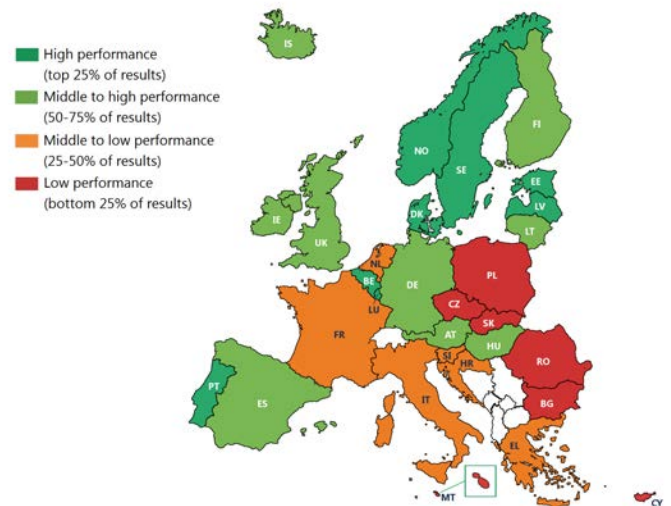 High performance
(top 25% of results)
Middle to high performance
(50-75% of results)
Middle to low performance
(25-50% of results)
Low performance
(bottom 25% of results)
IS
NO
SE
FI
EE
LV
LT
DK
IE
UK
NL
BE
LU
DE
PL
CZ
SK
AT
HU
FR
SI
HR
RO
BG
PT
ES
IT
EL
MT
CY